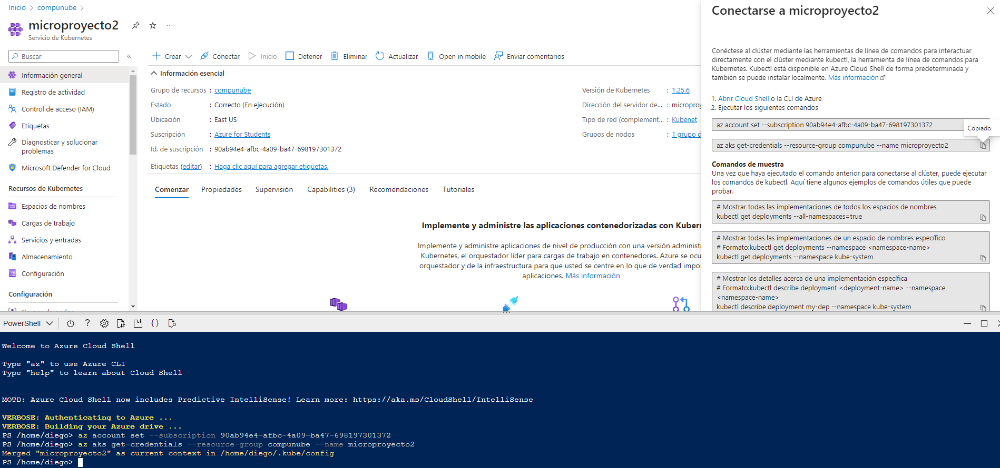 Inicio > compunube >
microproyecto2
Servicio de Kubernetes
Buscar
Información general
Registro de actividad
Control de acceso (IAM)
Etiquetas
Diagnosticar y solucionar
problemas
Microsoft Defender for Cloud
Recursos de Kubernetes
Espacios de nombres
Cargas de trabajo
Servicios y entradas
Almacenamiento
Configuración
Configuración
Crear
Conectar
Inicio
Detener
Eliminar
Actualizar
Open in mobile
Enviar comentarios
Información esencial
Grupo de recursos : compunube
Estado : Correcto (En ejecución)
Ubicación : East US
Suscripción : Azure for Students
Id. de suscripción : 90ab94e4-afbc-4a09-ba47-698197301372
Etiquetas (editar) : Haga clic aquí para agregar etiquetas.
Versión de Kubernetes : 1.25.6
Dirección del servidor de... : microproy
Tipo de red (complement... : Kubenet
Grupos de nodos : 1 grupo d
Comenzar
Propiedades
Supervisión
Capabilities (3)
Recomendaciones
Tutoriales
Implemente y administre las aplicaciones contenedorizadas con Kuber
Implemente y administre aplicaciones de nivel de producción con una versión administ
Kubernetes, el orquestador líder para cargas de trabajo en contenedores. Azure se ocu
orquestador y de la infraestructura para que usted se centre en lo que de verdad impor
aplicaciones. Más información
Conectarse a microproyecto2
Conéctese al clúster mediante las herramientas de línea de comandos para interactuar
directamente con el clúster mediante kubectl, la herramienta de línea de comandos para
Kubernetes. Kubectl está disponible en Azure Cloud Shell de forma predeterminada y
también se puede instalar localmente. Más información
1. Abrir Cloud Shell o la CLI de Azure
2. Ejecutar los siguientes comandos
az account set --subscription 90ab94e4-afbc-4a09-ba47-698197301372
Copiado
az aks get-credentials --resource-group compunube --name microproyecto2
Comandos de muestra
Una vez que haya ejecutado el comando anterior para conectarse al clúster, puede ejecutar
los comandos de kubectl. Aquí tiene algunos ejemplos de comandos útiles que puede
probar.
# Mostrar todas las implementaciones de todos los espacios de nombres
kubectl get deployments --all-namespaces=true
# Mostrar todas las implementaciones de un espacio de nombres específico
# Formato:kubectl get deployments --namespace <namespace-name>
kubectl get deployments --namespace kube-system
# Mostrar los detalles acerca de una implementación específica
# Formato:kubectl describe deployment <deployment-name> --namespace
<namespace-name>
kubectl describe deployment my-dep --namespace kube-system
PowerShell
Welcome to Azure Cloud Shell
Type "az" to use Azure CLI
Type "help" to learn about Cloud Shell
MOTD: Azure Cloud Shell now includes Predictive IntelliSense! Learn more: https://aka.ms/CloudShell/IntelliSense
VERBOSE: Authenticating to Azure ...
VERBOSE: Building your Azure drive ...
PS /home/diego> az account set --subscription 90ab94e4-afbc-4a09-ba47-698197301372
PS /home/diego> az aks get-credentials --resource-group compunube --name microproyecto2
Merged "microproyecto2" as current context in /home/diego/.kube/config
PS /home/diego>